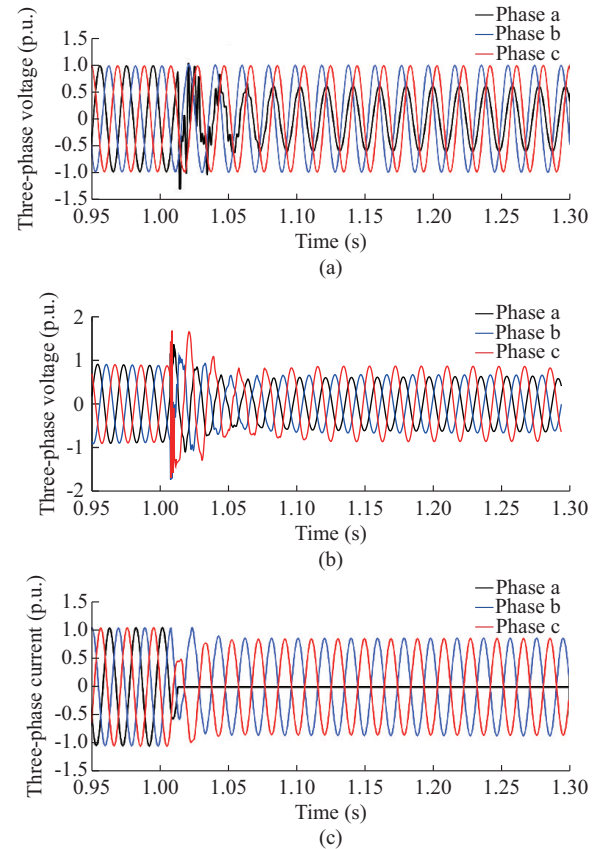 Phase a
Phase b
Phase c
Three-phase voltage (p.u.)
1.5
1.0
0.5
0
-0.5
-1.0
-1.5
0.95 1.00 1.05 1.10 1.15 1.20 1.25 1.30
Time (s)
(a)
Phase a
Phase b
Phase c
Three-phase voltage (p.u.)
2
1
0
-1
-2
0.95 1.00 1.05 1.10 1.15 1.20 1.25 1.30
Time (s)
(b)
Phase a
Phase b
Phase c
Three-phase current (p.u.)
1.5
1.0
0.5
0
-0.5
-1.0
-1.5
0.95 1.00 1.05 1.10 1.15 1.20 1.25 1.30
Time (s)
(c)